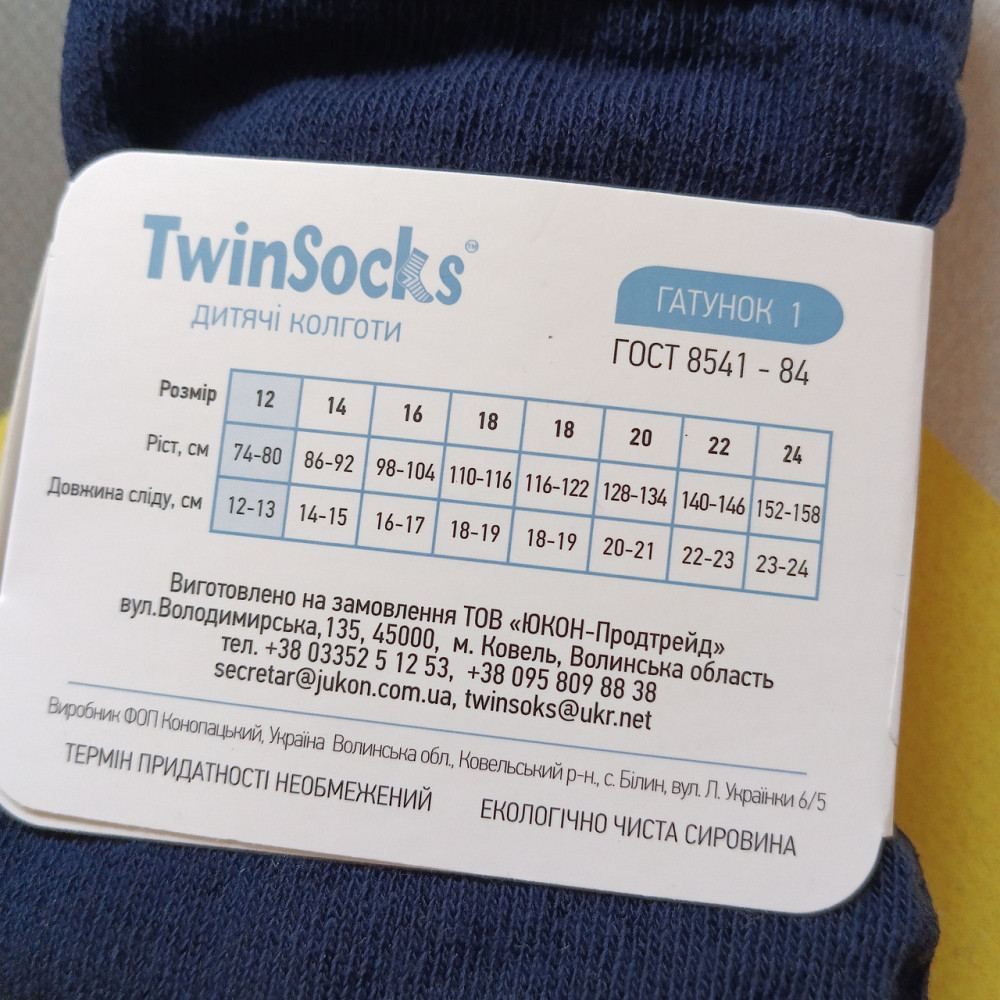 TwinSocks™
ДИТЯЧІ КОЛГОТИ
ГАТУНОК 1
ГОСТ 8541 - 84
Розмір 12 14 16 18 18 20 22 24
Ріст, см 74-80 86-92 98-104 110-116 116-122 128-134 140-146 152-158
Довжина сліду, см 12-13 14-15 16-17 18-19 18-19 20-21 22-23 23-24
Виготовлено на замовлення ТОВ «ЮКОН-Продтрейд»
вул.Володимирська,135, 45000, м. Ковель, Волинська область
тел. +38 03352 5 12 53, +38 095 809 88 38
secretar@jukon.com.ua, twinsoks@ukr.net
Виробник ФОП Конопацький, Україна Волинська обл., Ковельський р-н., с. Білин, вул. Л. Українки 6/5
ТЕРМІН ПРИДАТНОСТІ НЕОБМЕЖЕНИЙ ЕКОЛОГІЧНО ЧИСТА СИРОВИНА